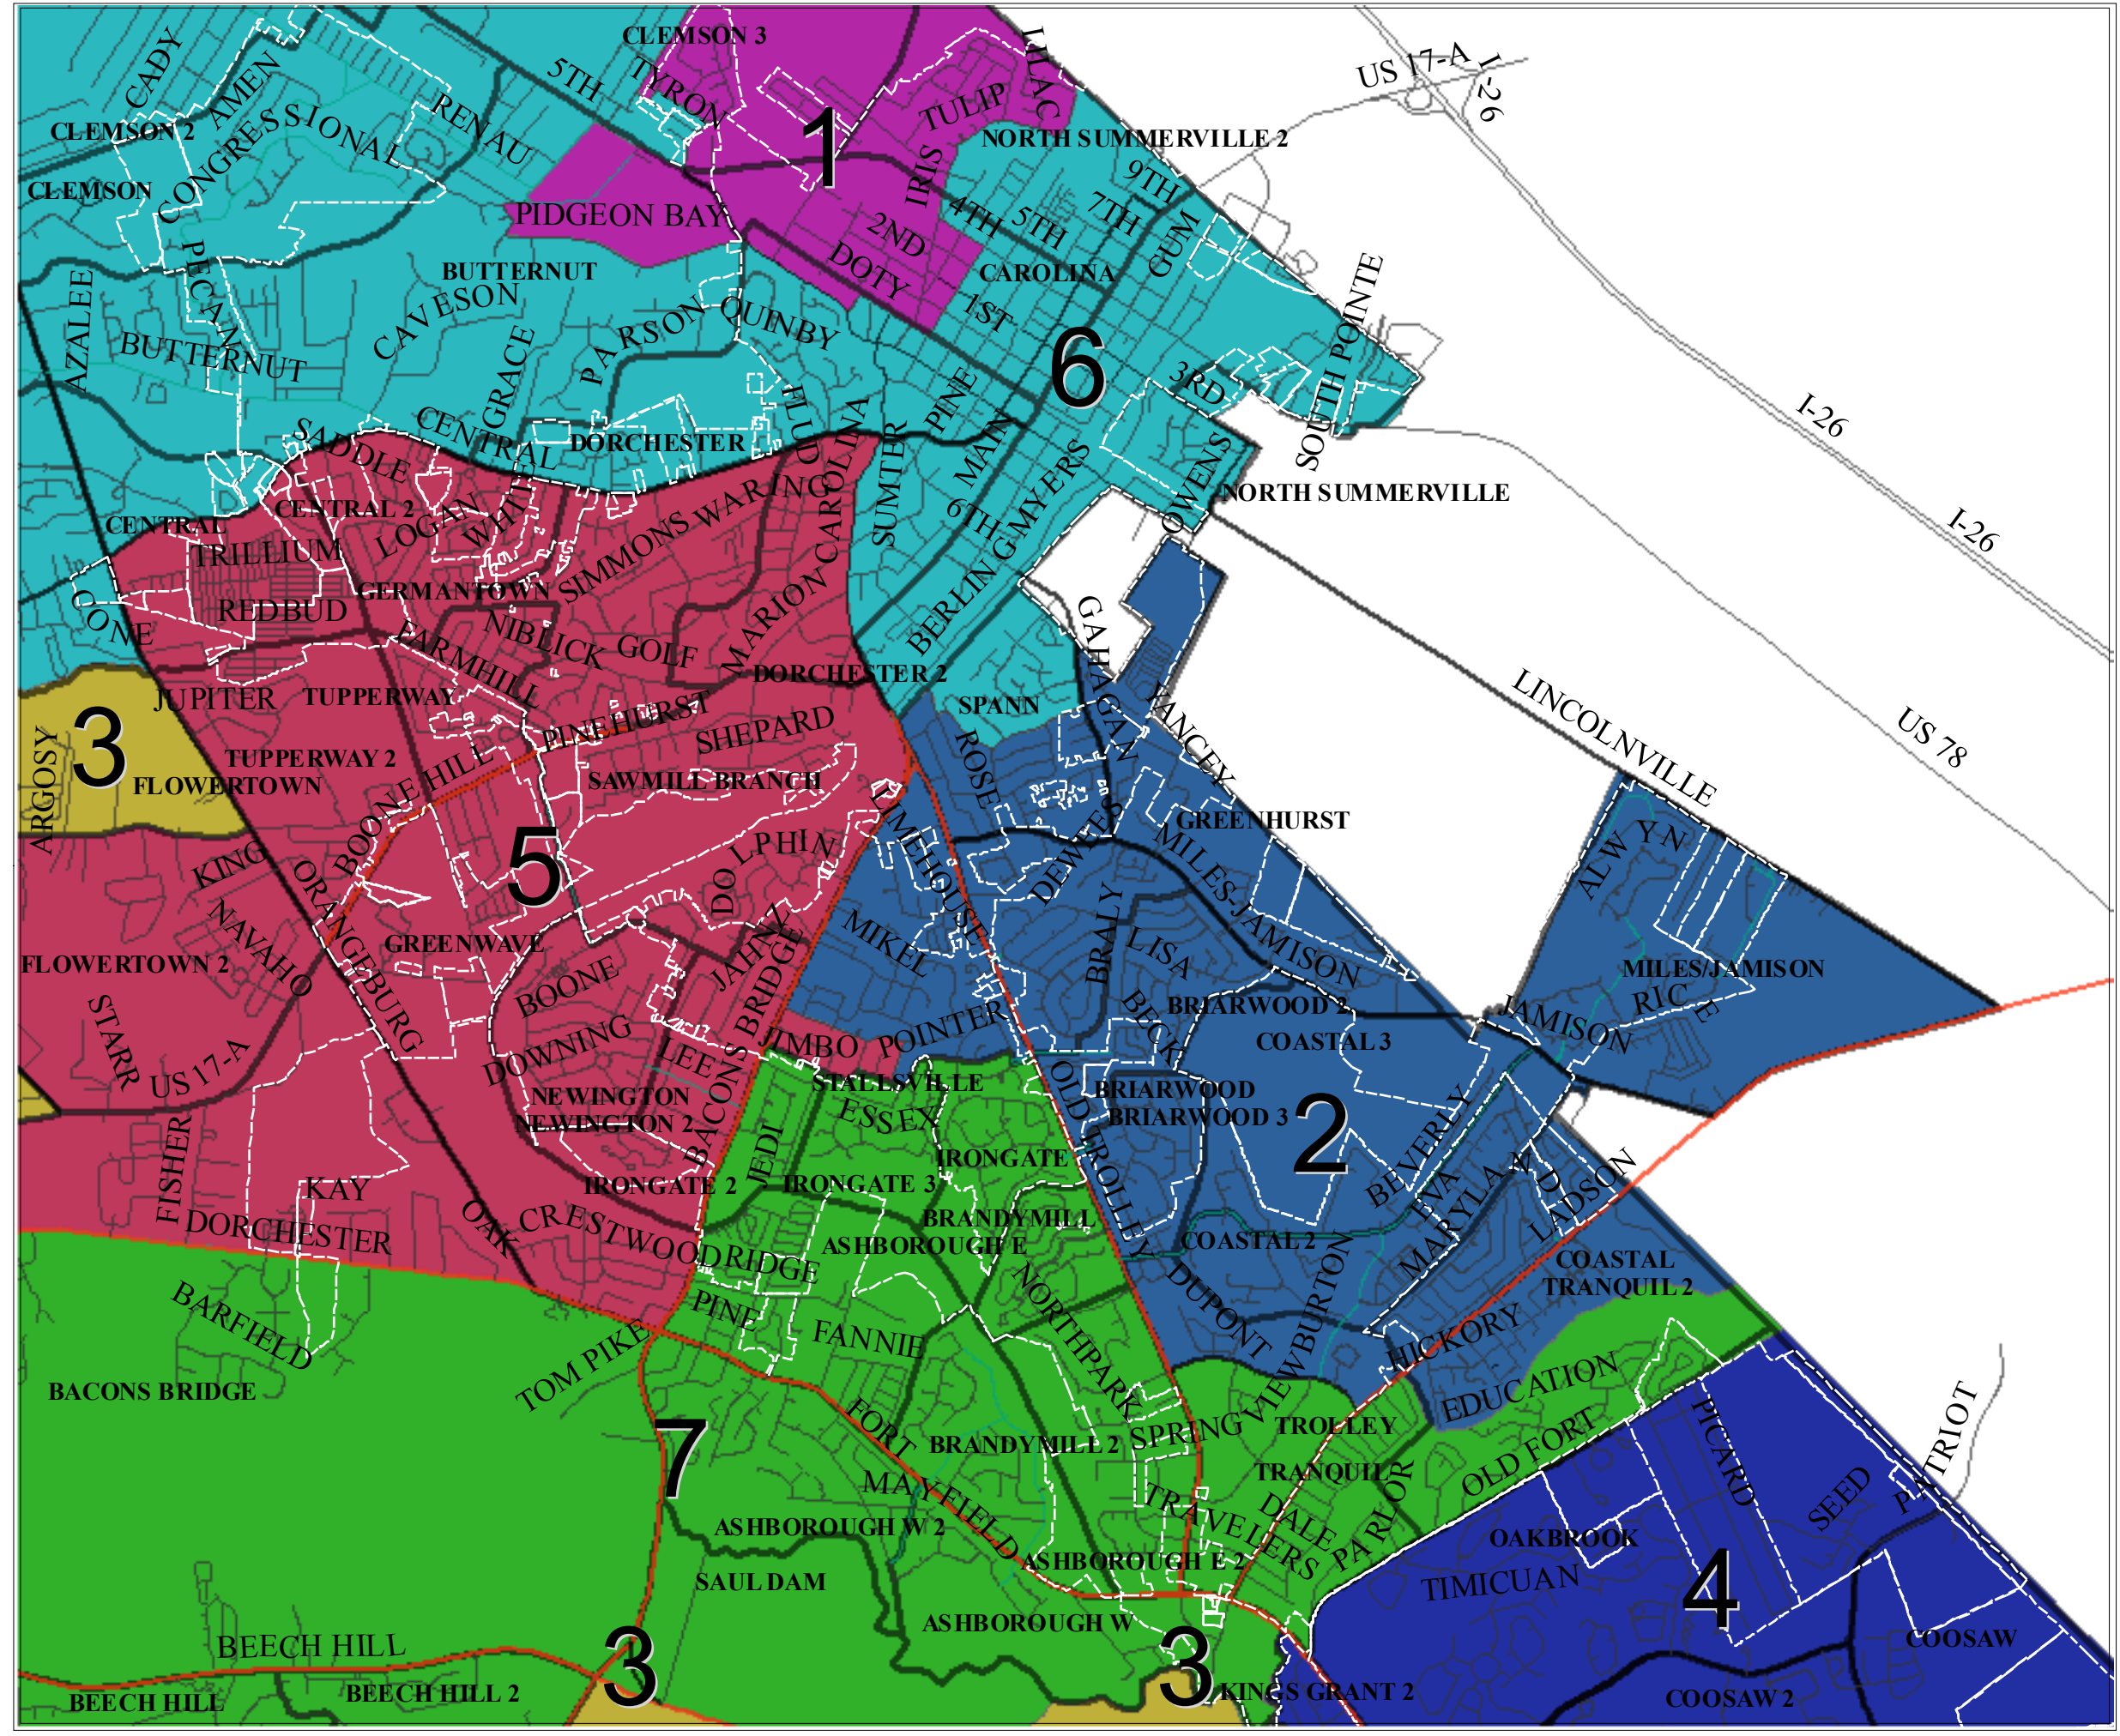 CLEMSON 3
CADY
5TH
TYRON
LILAC
US 17-A
I-26
AMEN
RENAU
TULIP
CLEMSON 2
CONGRESSIONAL
1
NORTH SUMMERVILLE 2
CLEMSON
IRIS
9TH
PIDGEON BAY
4TH
5TH
7TH
GUM
2ND
PECAN
BUTTERNUT
DOTY
CAROLINA
AZALEE
CAVESON
PARSON
QUINBY
1ST
SOUTH POINTE
BUTTERNUT
GRACE
6
3RD
I-26
SADDLE
CENTRAL
DORCHESTER
FLUD
CAROLINA
SUMTER
PINE
MAIN
GMYERS
OWENS
NORTH SUMMERVILLE
CENTRAL
CENTRAL 2
LOGAN
WHIT
WARING
6TH
I-26
TRILLIUM
SIMMONS
GERMANTOWN
CONE
REDBUD
NIBLICK
GOLF
MARION
BERLIN
GAHAGAN
FARMHILL
DORCHESTER 2
JUPITER
TUPPERWAY
PINEHURST
SHEPARD
SPANN
YANCEY
LINCOLNVILLE
US 78
3
ARGOSY
TUPPERWAY 2
FLOWERTOWN
BOONE HILL
SAWMILL BRANCH
ROSE
GREENHURST
5
KING
ORANGEBURG
DOLPHIN
LIMEHOUSE
DEWEES
MILES-JAMISON
ALWYN
NAVAHO
GREENWAVE
JAHNZ
MIKEL
BRALY
LISA
FLOWERTOWN 2
BOONE
BACONS BRIDGE
BECK
BRIARWOOD 2
MILES/JAMISON
RICE
STARR
US 17-A
DOWNING
LEE
JIMBO
POINTER
COASTAL 3
JAMISON
STALLSVILLE
OLD TROLLEY
BRIARWOOD
NEWINGTON
NEWINGTON 2
ESSEX
BRIARWOOD 3
2
BEVERLY
FISHER
JEDI
IRONGATE
EVA
MARYLAND
LADSON
KAY
IRONGATE 2
IRONGATE 3
DORCHESTER
OAK
CRESTWOOD
RIDGE
BRANDYMILL
ASHBOROUGH E
COASTAL 2
COASTAL
TRANQUIL 2
BARFIELD
PINE
FANNIE
NORTHPARK
DUPONT
VIEWBURTON
HICKORY
TOM PIKE
BACONS BRIDGE
EDUCATION
PATRIOT
7
FORT
BRANDYMILL 2
SPRING
TROLLEY
PICARD
TRANQUIL
OLD FORT
MAYFIELD
TRAVELERS
DALE
PARLOR
SEED
ASHBOROUGH W 2
OAKBROOK
ASHBOROUGH E 2
SAUL DAM
TIMICUAN
4
ASHBOROUGH W
BEECH HILL
3
3
COOSAW
BEECH HILL
BEECH HILL 2
KINGS GRANT 2
COOSAW 2